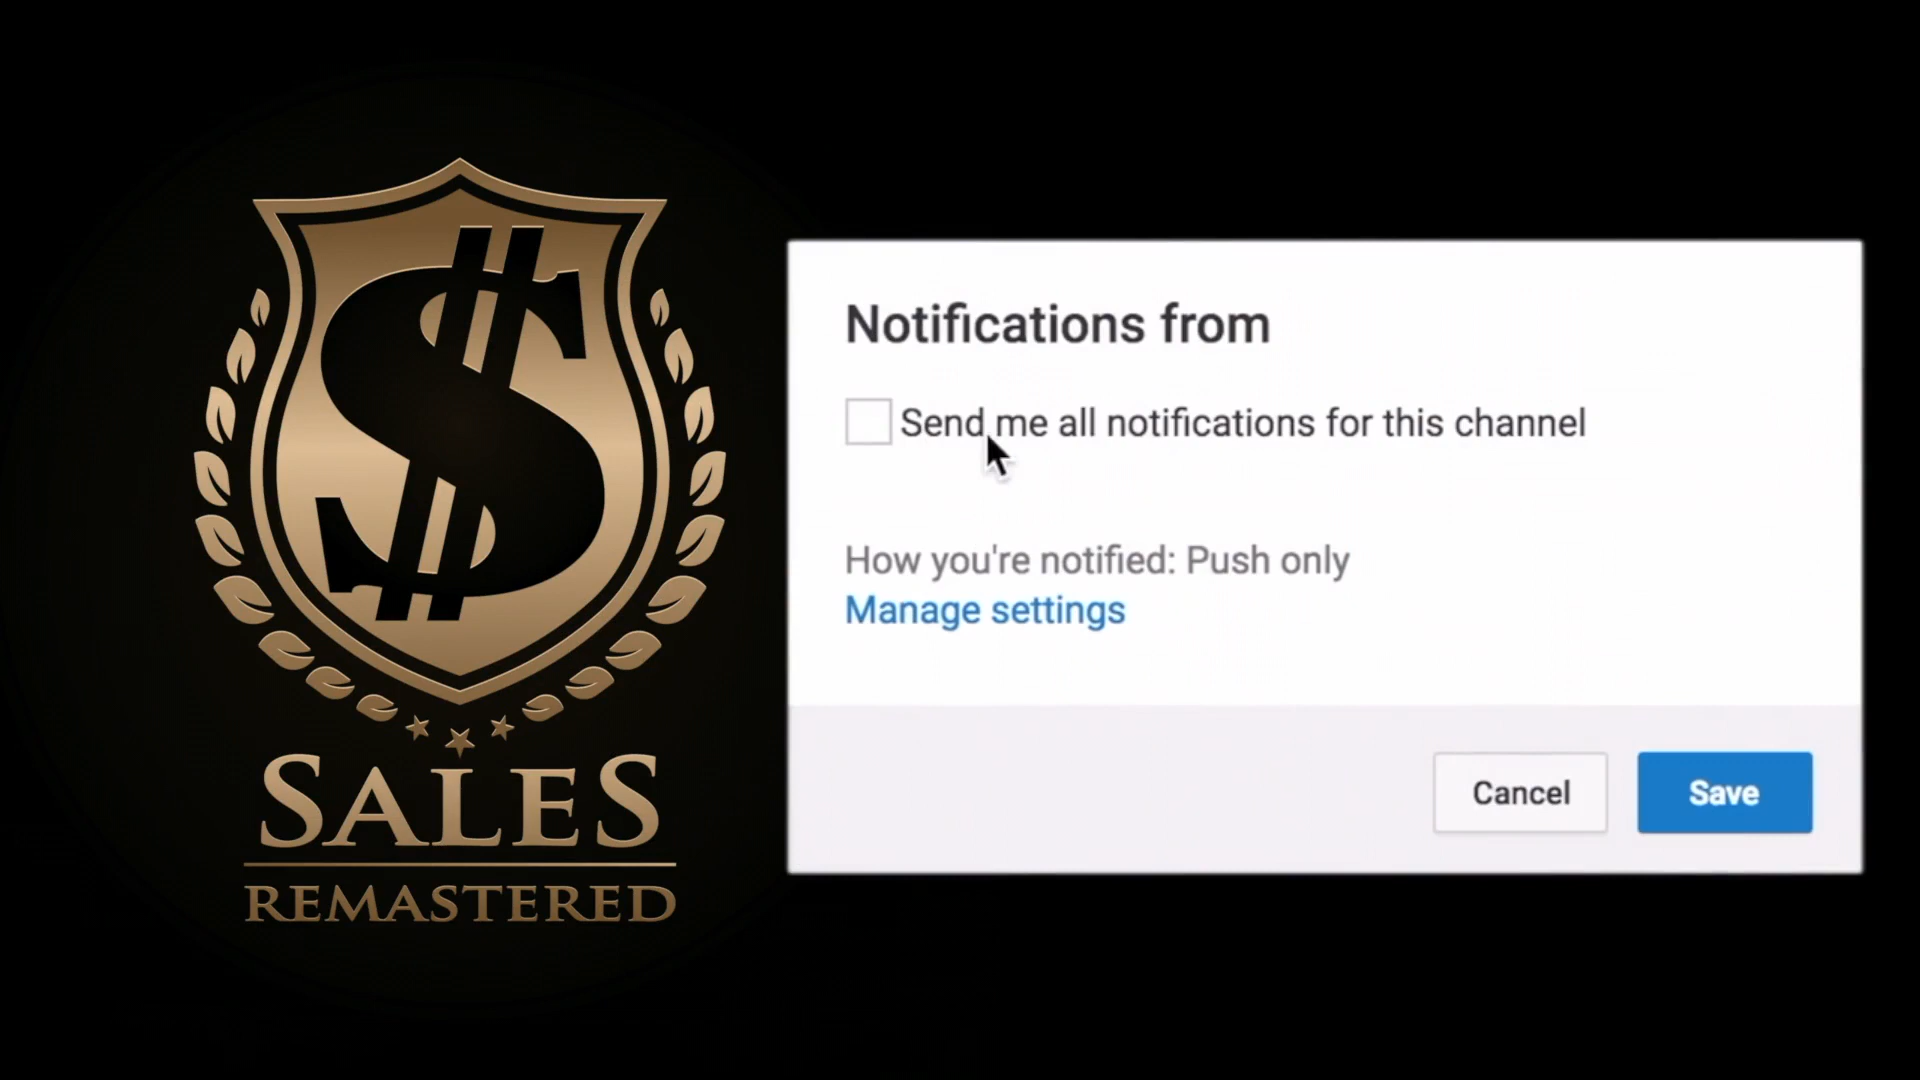 SALES
REMASTERED
Notifications from
Send me all notifications for this channel
How you're notified: Push only
Manage settings
Cancel
Save